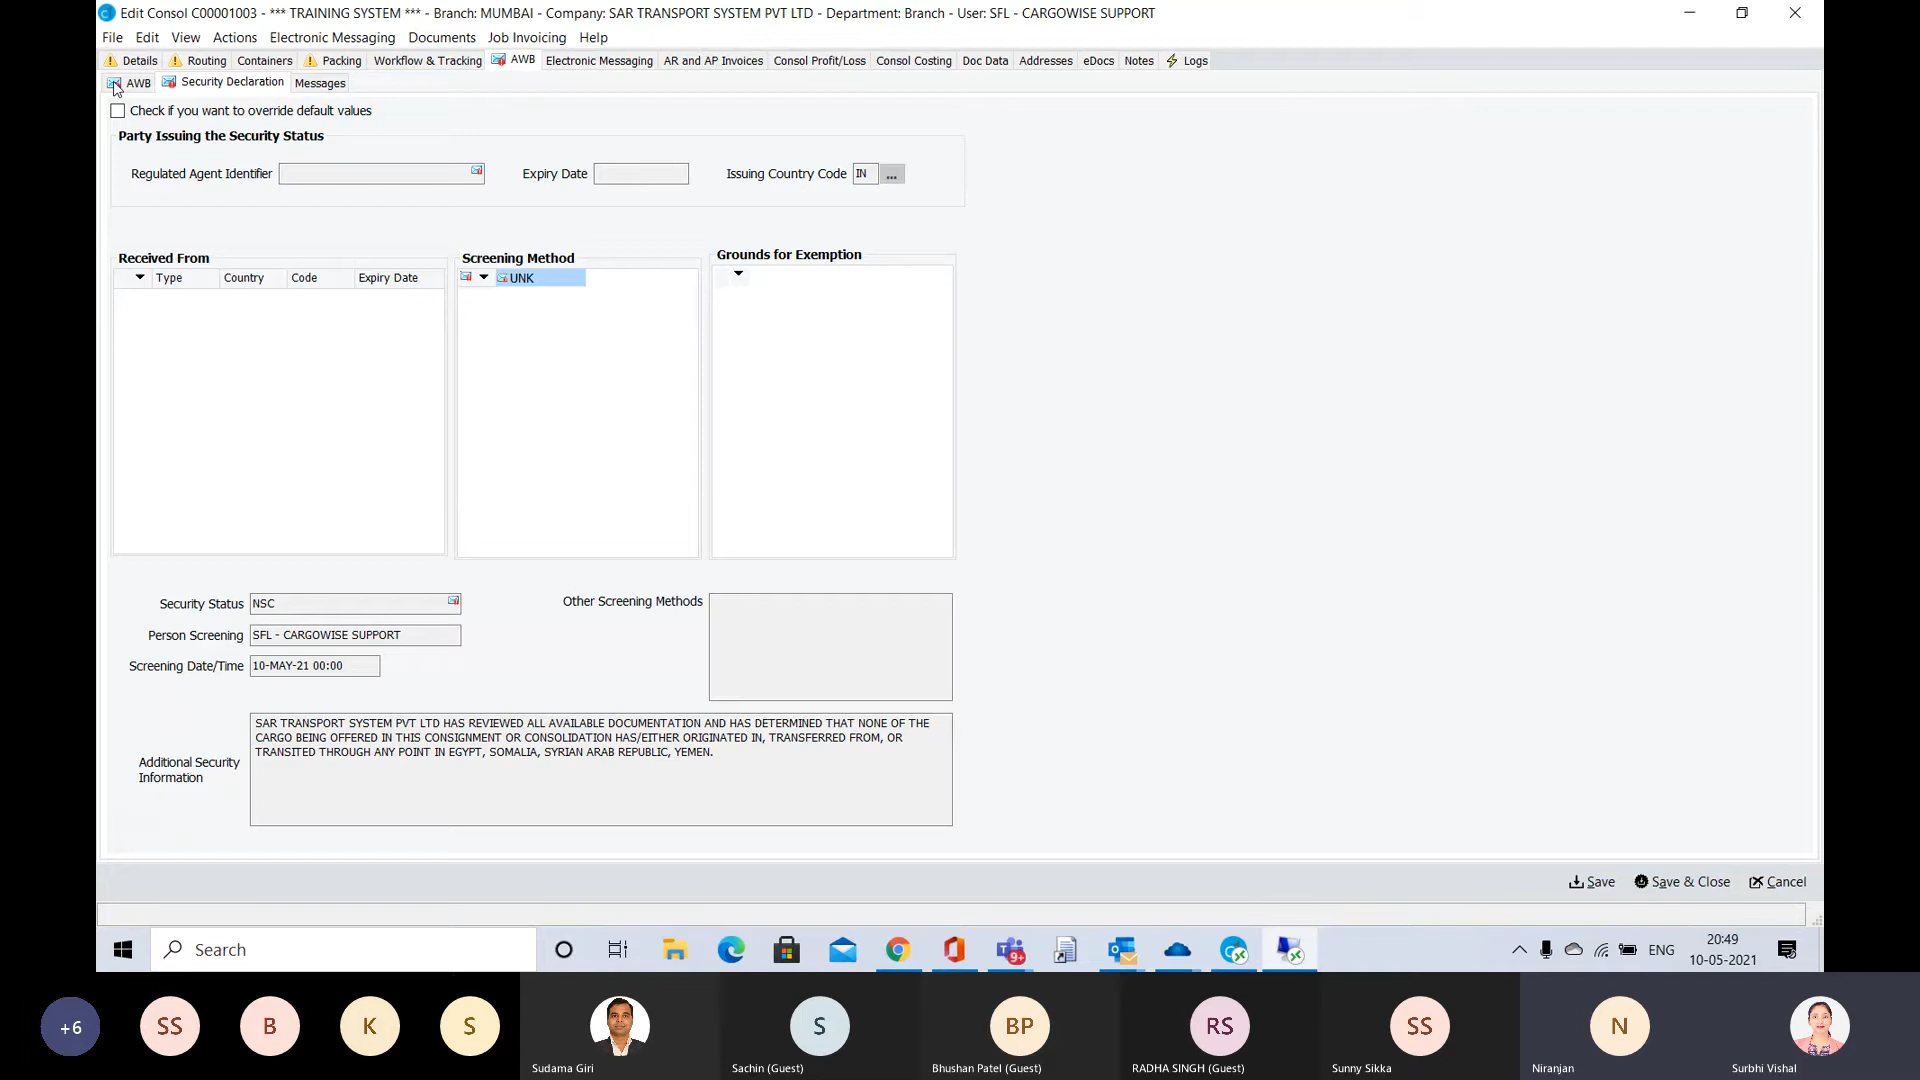 Edit Consol C00001003 - *** TRAINING SYSTEM *** - Branch: MUMBAI - Company: SAR TRANSPORT SYSTEM PVT LTD - Department: Branch - User: SFL - CARGOWISE SUPPORT
File Edit View Actions Electronic Messaging Documents Job Invoicing Help
Details Routing Containers Packing Workflow & Tracking AWB Electronic Messaging AR and AP Invoices Consol Profit/Loss Consol Costing Doc Data Addresses eDocs Notes Logs
AWB Security Declaration Messages
Check if you want to override default values
Party Issuing the Security Status
Regulated Agent Identifier Expiry Date Issuing Country Code IN ...
Received From Screening Method Grounds for Exemption
Type Country Code Expiry Date UNK
Security Status NSC Other Screening Methods
Person Screening SFL - CARGOWISE SUPPORT
Screening Date/Time 10-MAY-21 00:00
Additional Security Information
SAR TRANSPORT SYSTEM PVT LTD HAS REVIEWED ALL AVAILABLE DOCUMENTATION AND HAS DETERMINED THAT NONE OF THE
CARGO BEING OFFERED IN THIS CONSIGNMENT OR CONSOLIDATION HAS/EITHER ORIGINATED IN, TRANSFERRED FROM, OR
TRANSITED THROUGH ANY POINT IN EGYPT, SOMALIA, SYRIAN ARAB REPUBLIC, YEMEN.
Save Save & Close Cancel
Search 9+ ENG 20:49
10-05-2021
+6 SS B K S S BP RS SS N
Sudama Giri Sachin (Guest) Bhushan Patel (Guest) RADHA SINGH (Guest) Sunny Sikka Niranjan Surbhi Vishal